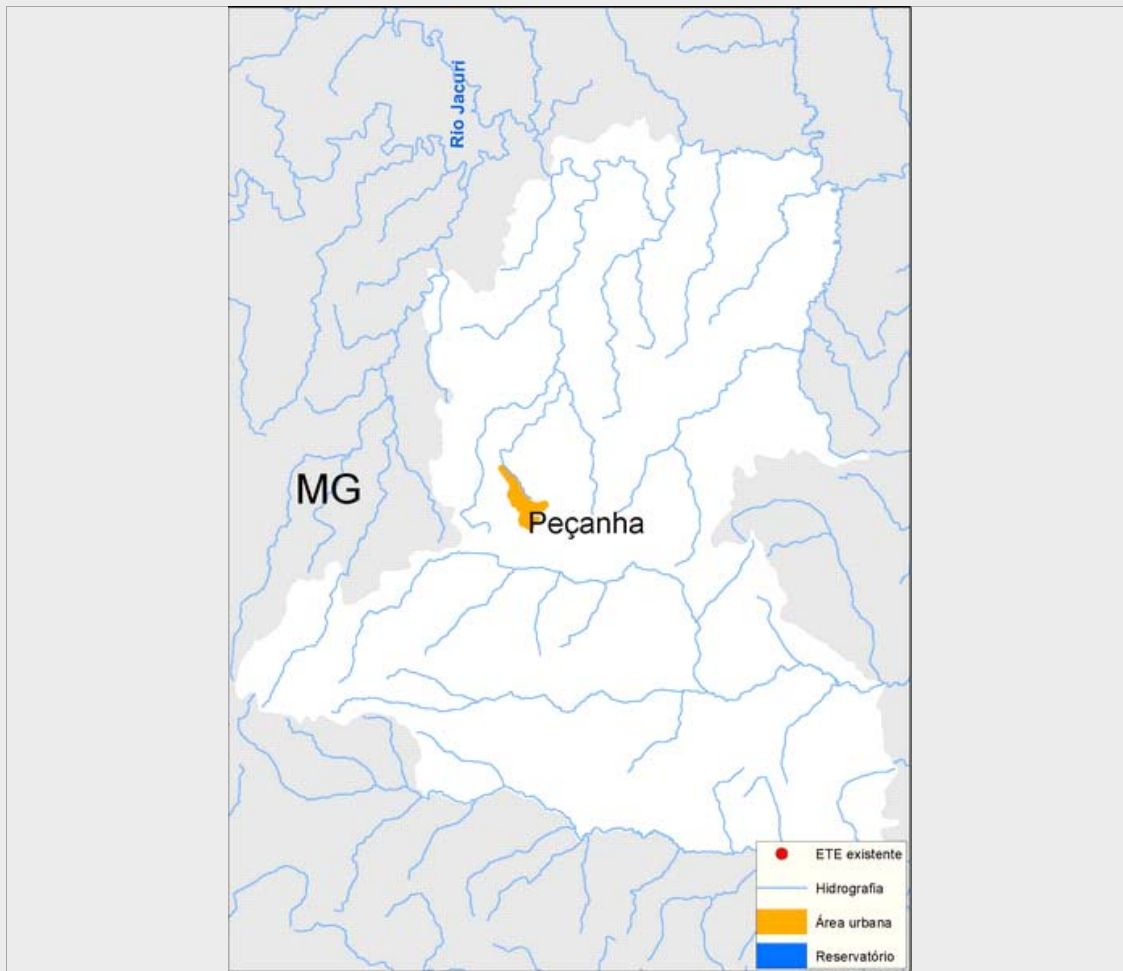 Rio Jacuri
MG
Peçanha
ETE existente
Hidrografia
Área urbana
Reservatório